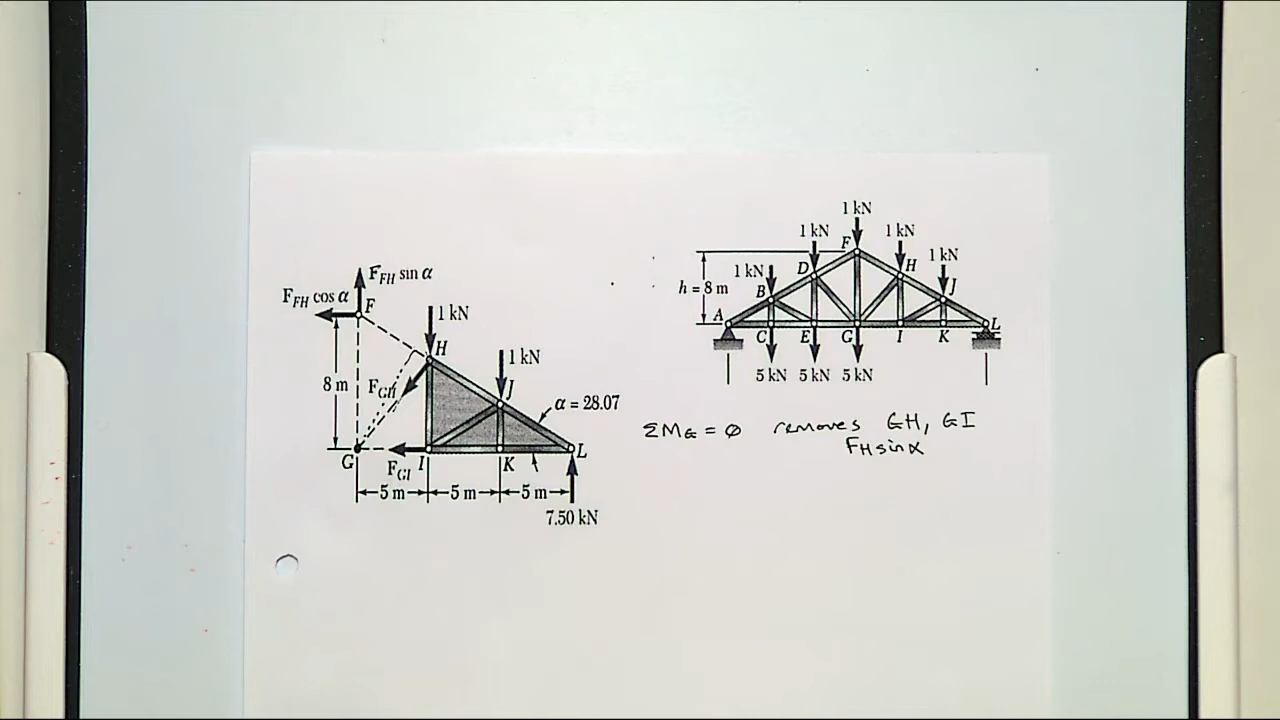 F_FH sin α
F_FH cos α
F
1 kN
H
1 kN
8 m
F_GH
J
α = 28.07
G
F_GI
I
K
L
5 m
5 m
5 m
7.50 kN
1 kN
1 kN
F
1 kN
1 kN
D
H
1 kN
h = 8 m
B
J
A
L
C
E
G
I
K
5 kN
5 kN
5 kN
ΣM_G = ∅ removes GH, GI
F_FH sin α